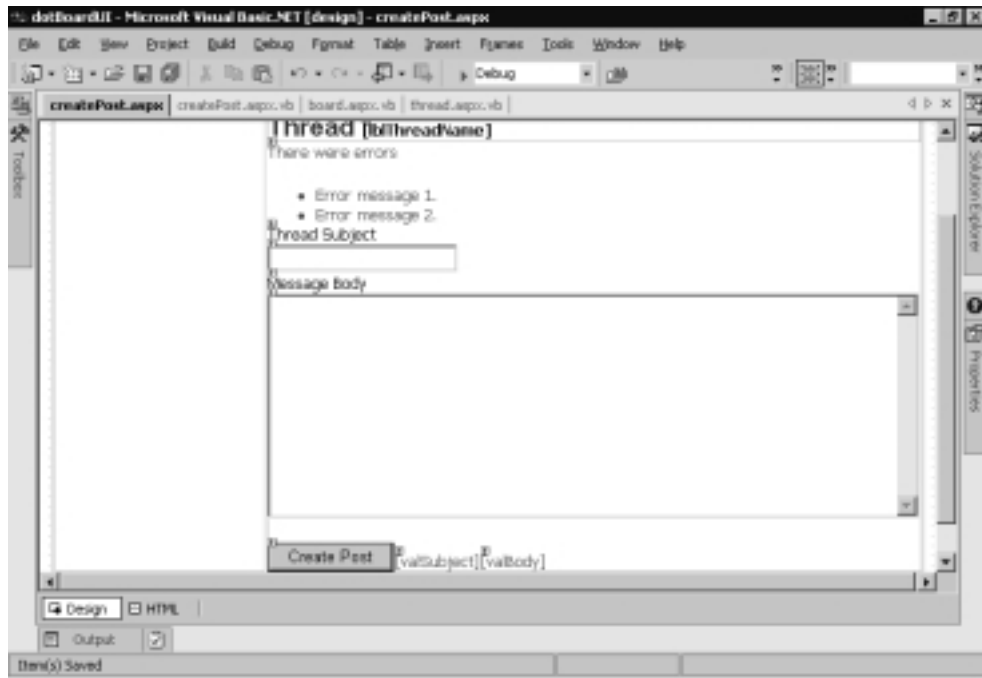 dotBoardUI - Microsoft Visual Basic.NET [design] - createPost.aspx
File Edit View Project Build Debug Format Table Insert Frames Tools Window Help
Debug
createPost.aspx createPost.aspx.vb board.aspx.vb thread.aspx.vb
Toolbox
Solution Explorer
Properties
Thread [lblThreadName]
There were errors
• Error message 1.
• Error message 2.
Thread Subject
Message Body
Create Post [valSubject][valBody]
Design HTML
Output
Item(s) Saved